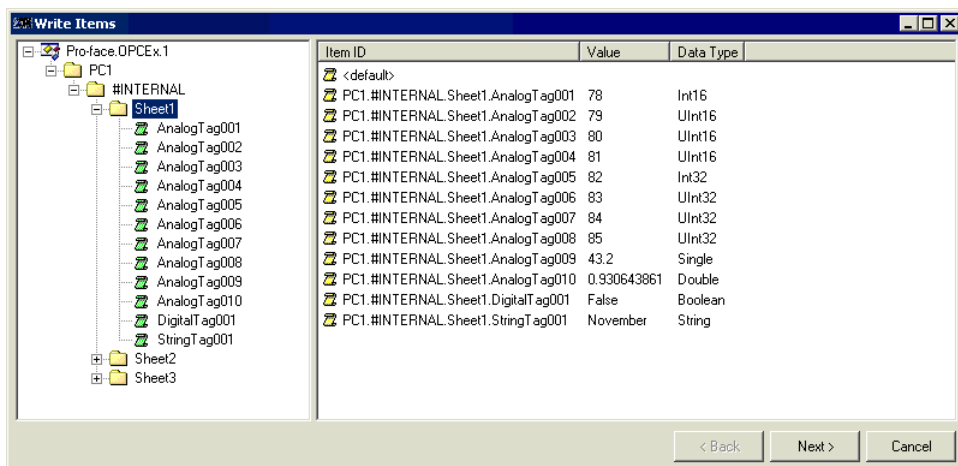 Write Items
Pro-face.OPCEx.1
PC1
#INTERNAL
Sheet1
AnalogTag001
AnalogTag002
AnalogTag003
AnalogTag004
AnalogTag005
AnalogTag006
AnalogTag007
AnalogTag008
AnalogTag009
AnalogTag010
DigitalTag001
StringTag001
Sheet2
Sheet3
Item ID Value Data Type
<default>
PC1.#INTERNAL.Sheet1.AnalogTag001 78 Int16
PC1.#INTERNAL.Sheet1.AnalogTag002 79 UInt16
PC1.#INTERNAL.Sheet1.AnalogTag003 80 UInt16
PC1.#INTERNAL.Sheet1.AnalogTag004 81 UInt16
PC1.#INTERNAL.Sheet1.AnalogTag005 82 Int32
PC1.#INTERNAL.Sheet1.AnalogTag006 83 UInt32
PC1.#INTERNAL.Sheet1.AnalogTag007 84 UInt32
PC1.#INTERNAL.Sheet1.AnalogTag008 85 UInt32
PC1.#INTERNAL.Sheet1.AnalogTag009 43.2 Single
PC1.#INTERNAL.Sheet1.AnalogTag010 0.930643861 Double
PC1.#INTERNAL.Sheet1.DigitalTag001 False Boolean
PC1.#INTERNAL.Sheet1.StringTag001 November String
< Back Next > Cancel